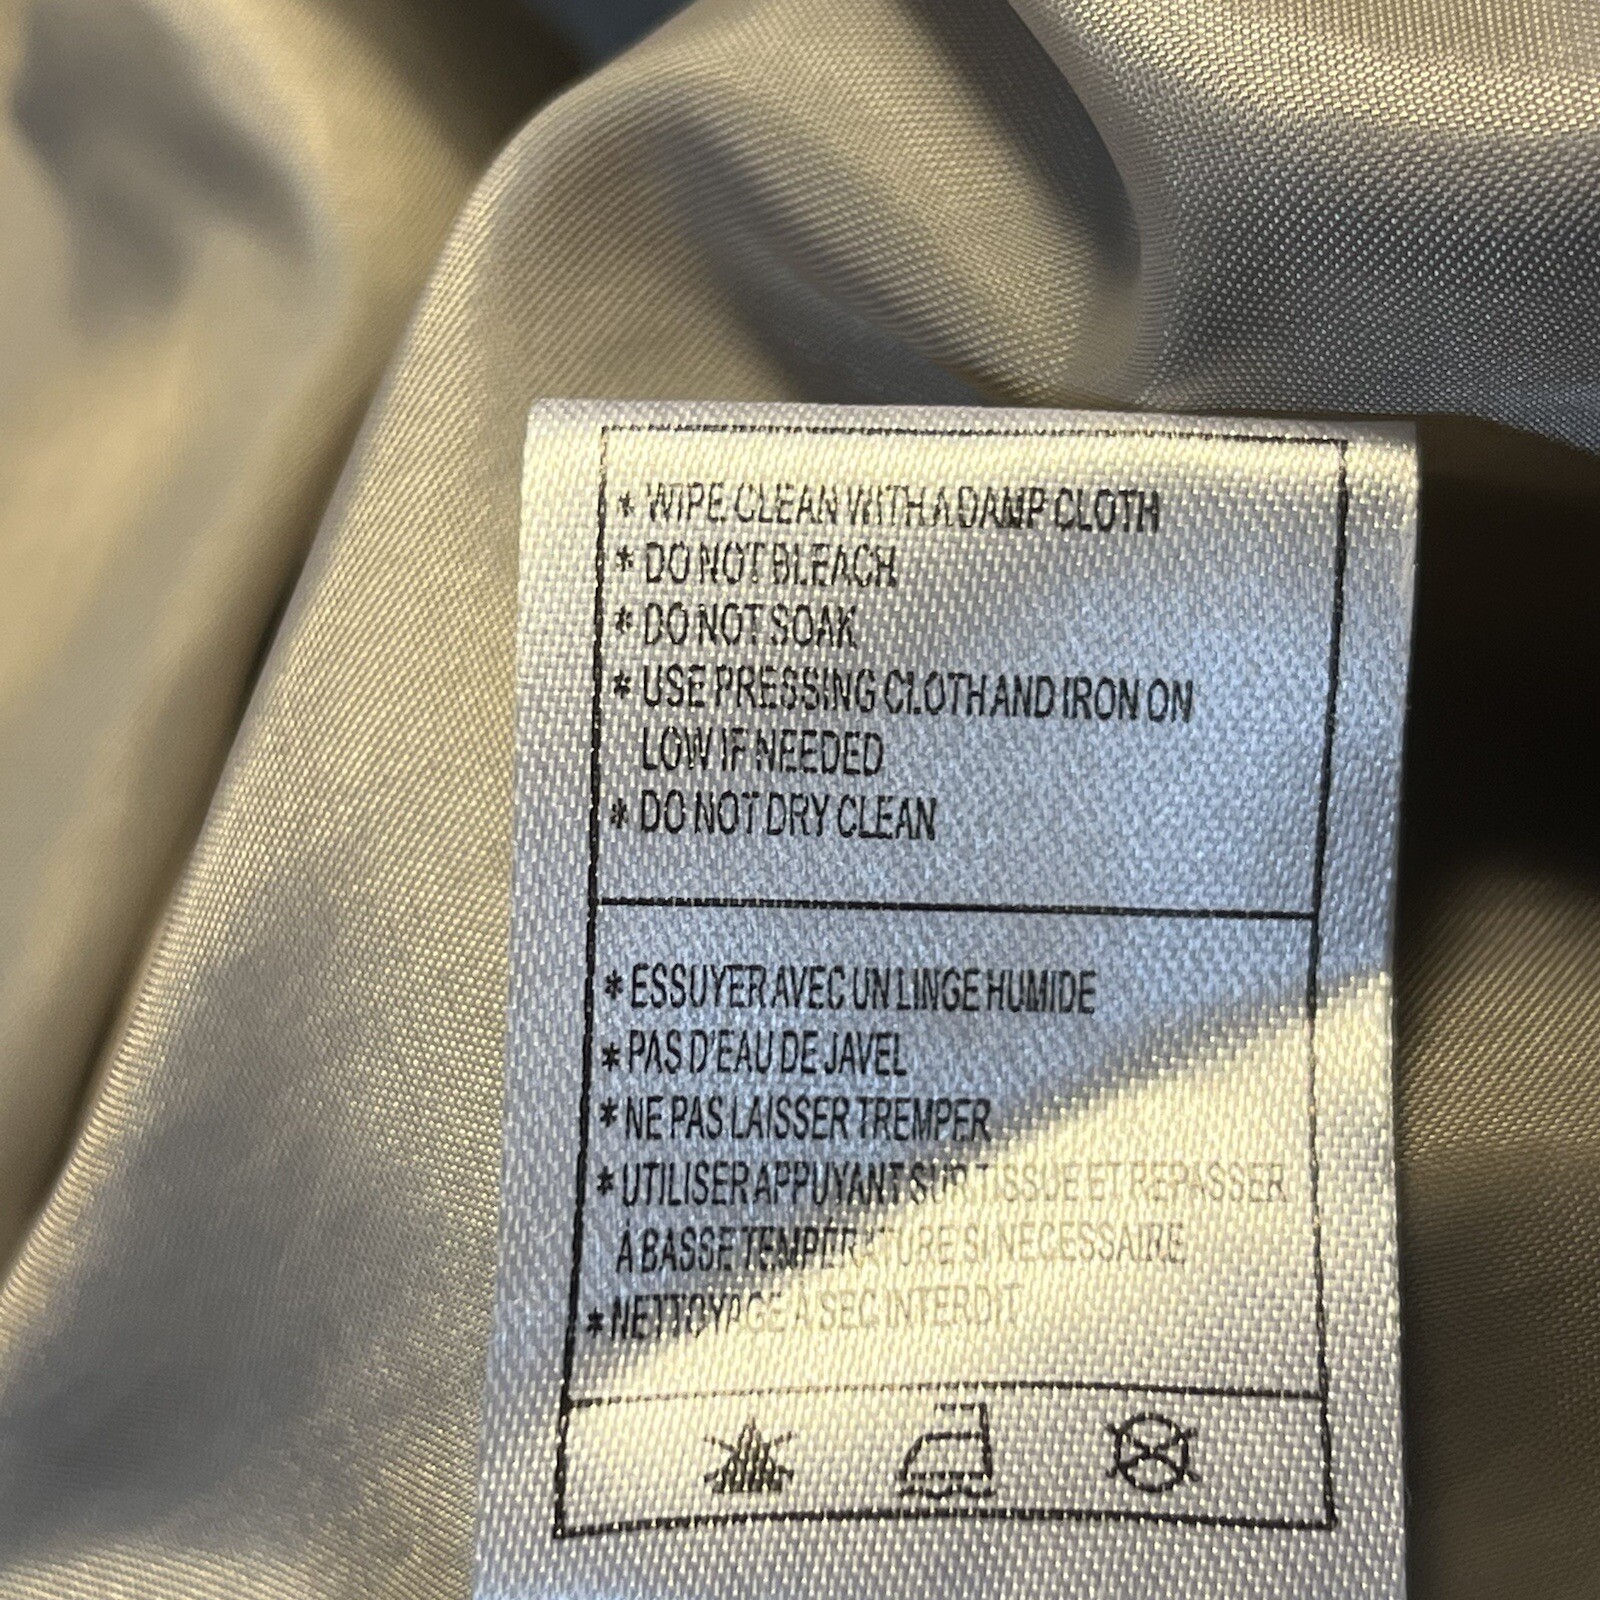 * WIPE CLEAN WITH A DAMP CLOTH
* DO NOT BLEACH
* DO NOT SOAK
* USE PRESSING CLOTH AND IRON ON
LOW IF NEEDED
* DO NOT DRY CLEAN
* ESSUYER AVEC UN LINGE HUMIDE
* PAS D'EAU DE JAVEL
* NE PAS LAISSER TREMPER
* UTILISER APPUYANT SUR TISSUE ET REPASSER
À BASSE TEMPÉRATURE SI NECESSAIRE
* NETTOYAGE A SEC INTERDIT